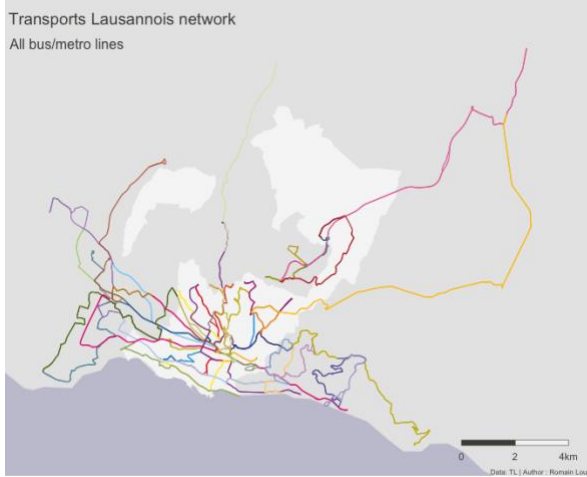 Transports Lausannois network
All bus/metro lines
0 2 4km
Data: TL | Author : Romain Lou